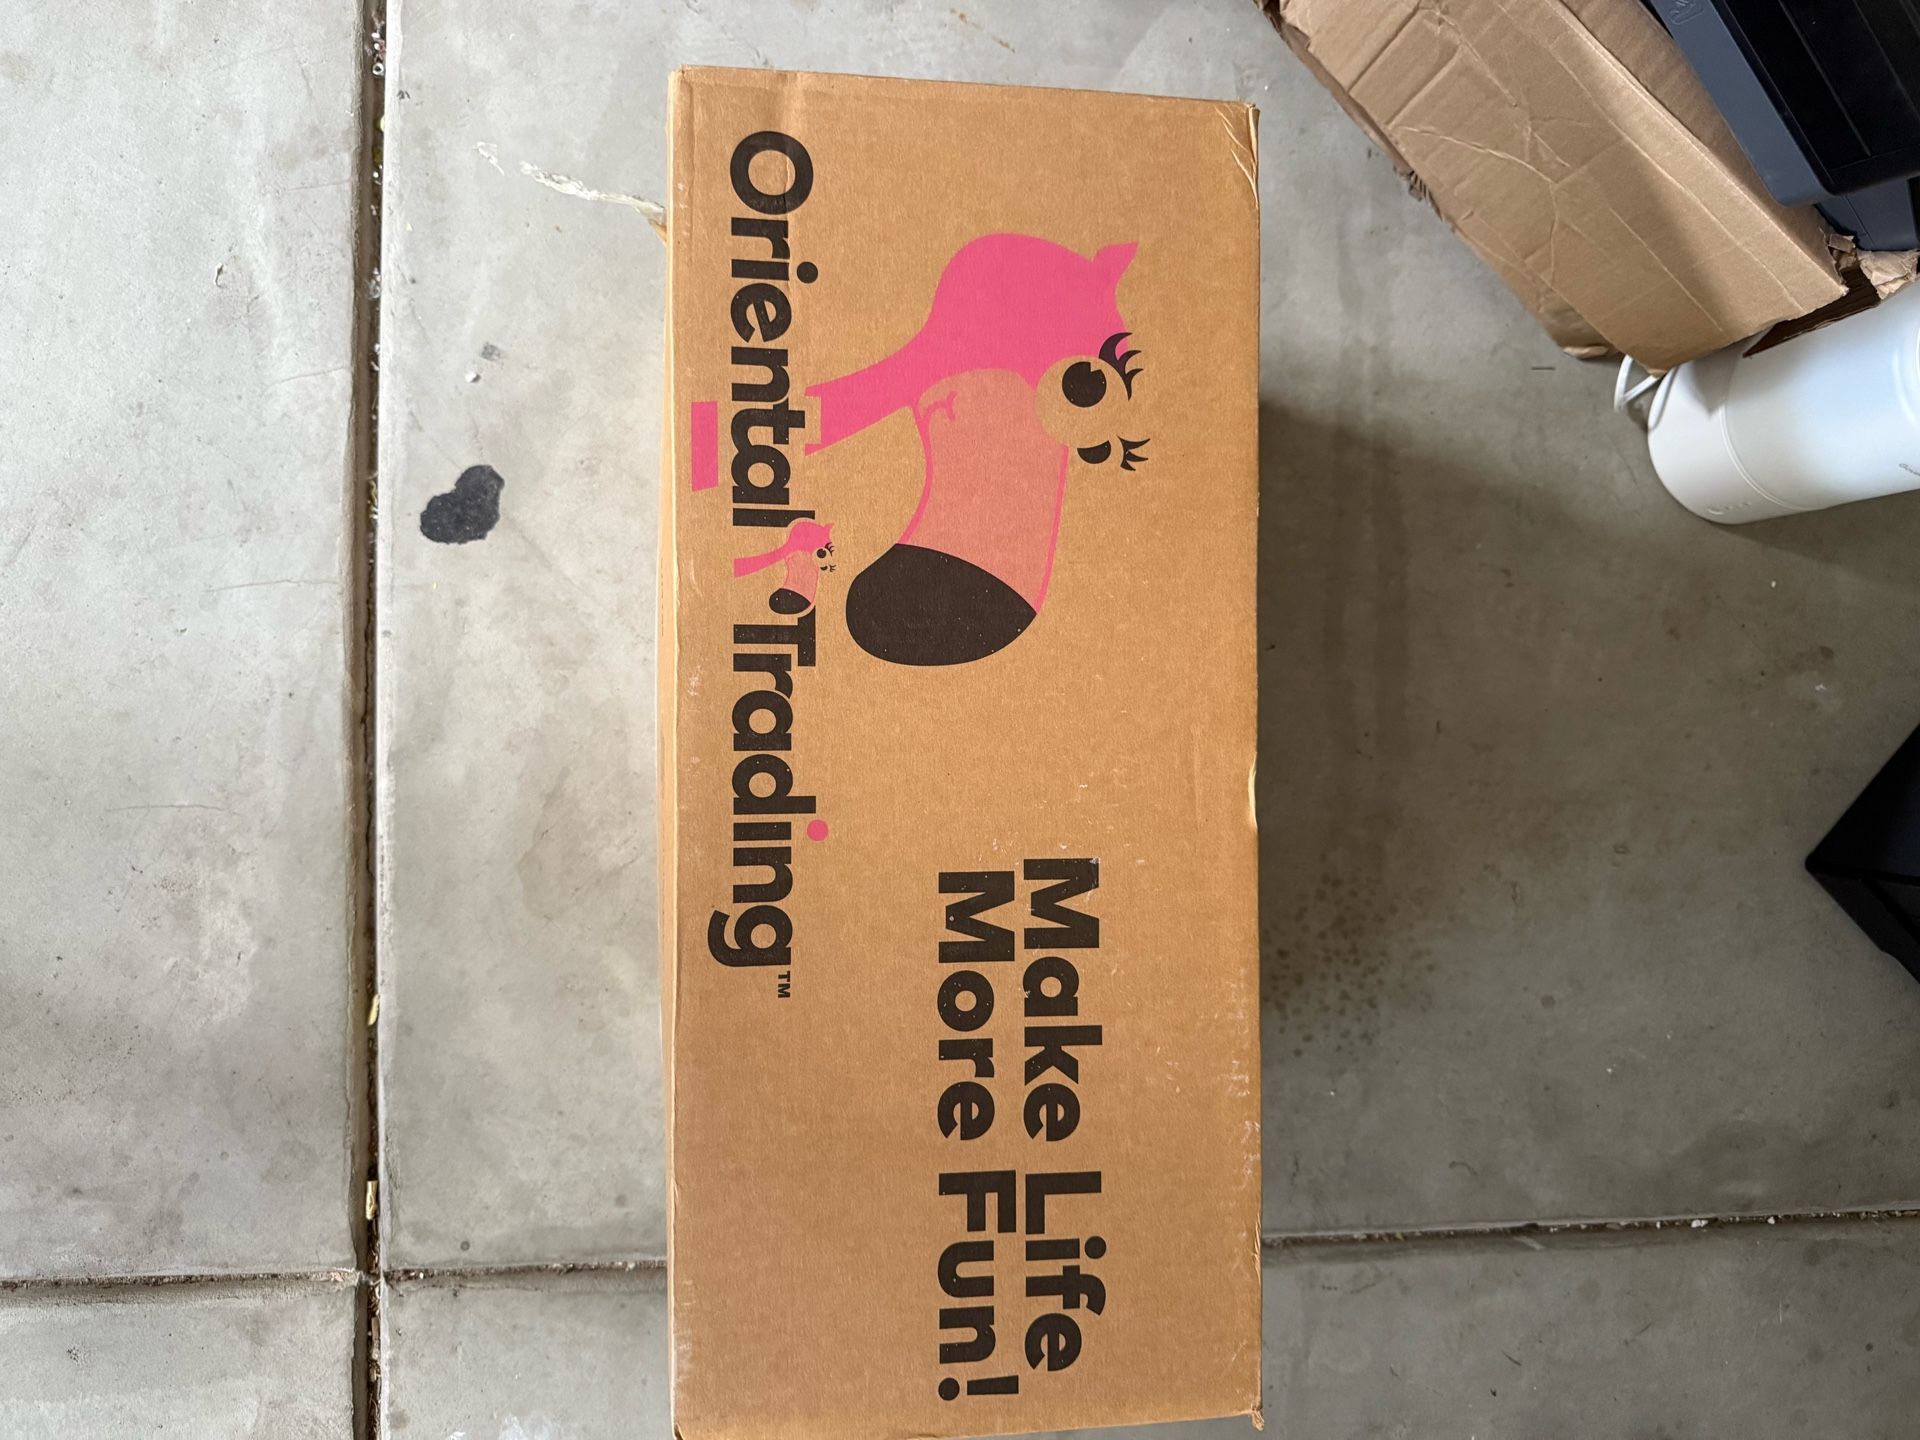 Make Life
More Fun!
Oriental Trading™